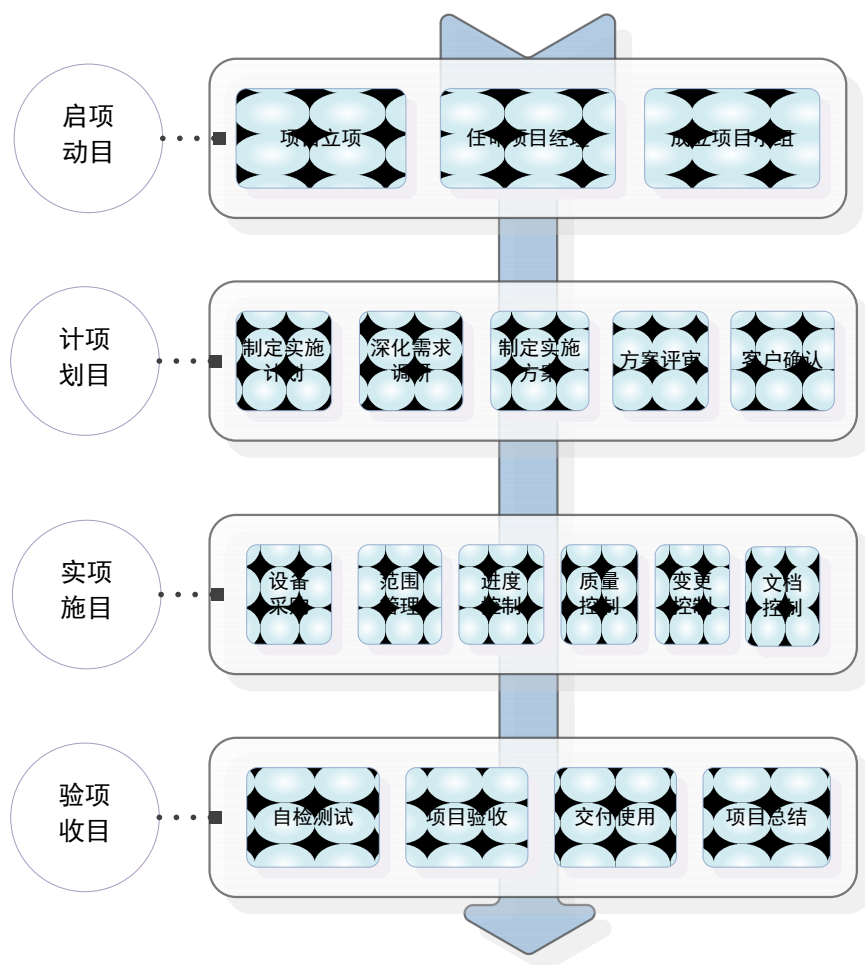 启项
动目
项目立项
任命项目经理
成立项目小组
计项
划目
制定实施
计划
深化需求
调研
制定实施
方案
方案评审
客户确认
实项
施目
设备
采购
范围
管理
进度
控制
质量
控制
变更
控制
文档
控制
验项
收目
自检测试
项目验收
交付使用
项目总结